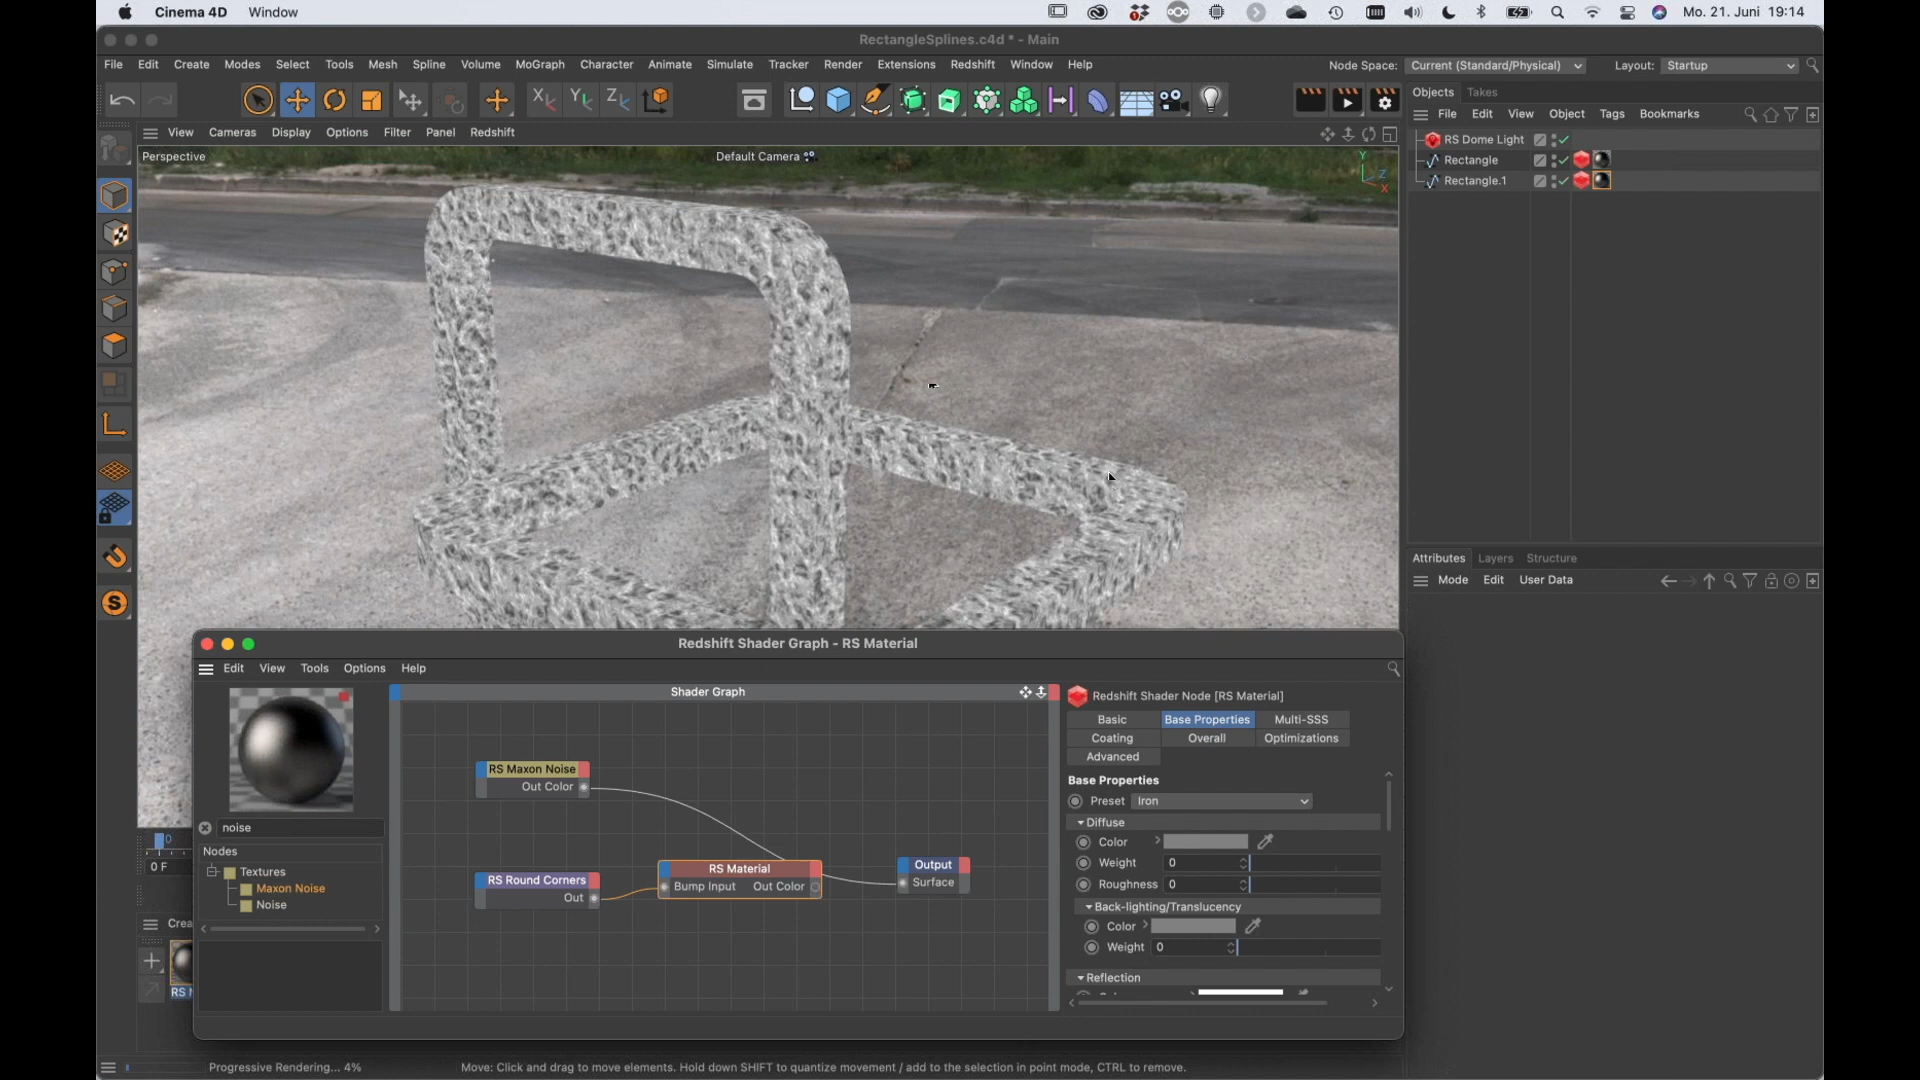 Cinema 4D Window
Mo. 21. Juni 19:14
RectangleSplines.c4d * - Main
File Edit Create Modes Select Tools Mesh Spline Volume MoGraph Character Animate Simulate Tracker Render Extensions Redshift Window Help
Node Space: Current (Standard/Physical) Layout: Startup
Objects Takes
File Edit View Object Tags Bookmarks
View Cameras Display Options Filter Panel Redshift
Perspective
Default Camera
Y
Z
X
RS Dome Light
Rectangle
Rectangle.1
Attributes Layers Structure
Mode Edit User Data
Redshift Shader Graph - RS Material
Edit View Tools Options Help
Shader Graph
Redshift Shader Node [RS Material]
Basic Base Properties Multi-SSS
Coating Overall Optimizations
Advanced
Base Properties
Preset Iron
Diffuse
Color
Weight 0
Roughness 0
Back-lighting/Translucency
Color
Weight 0
Reflection
RS Maxon Noise
Out Color
RS Round Corners
Out
RS Material
Bump Input Out Color
Output
Surface
noise
Nodes
Textures
Maxon Noise
Noise
0
0 F
Crea
RS M
Progressive Rendering... 4%
Move: Click and drag to move elements. Hold down SHIFT to quantize movement / add to the selection in point mode, CTRL to remove.